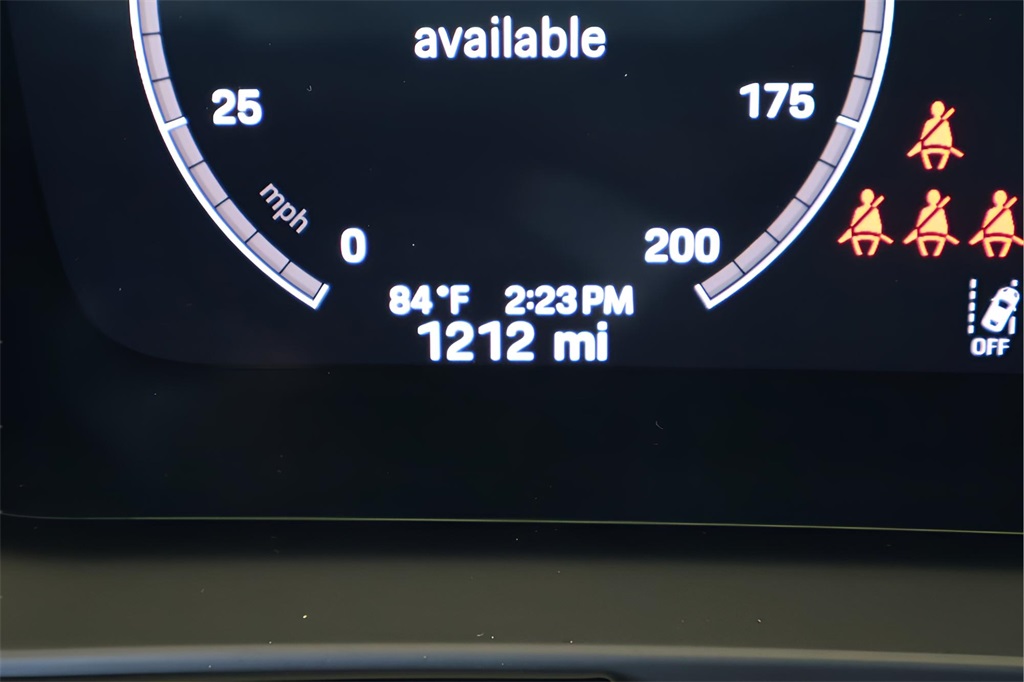 available
25
175
mph
0
200
84°F 2:23 PM
1212 mi
OFF